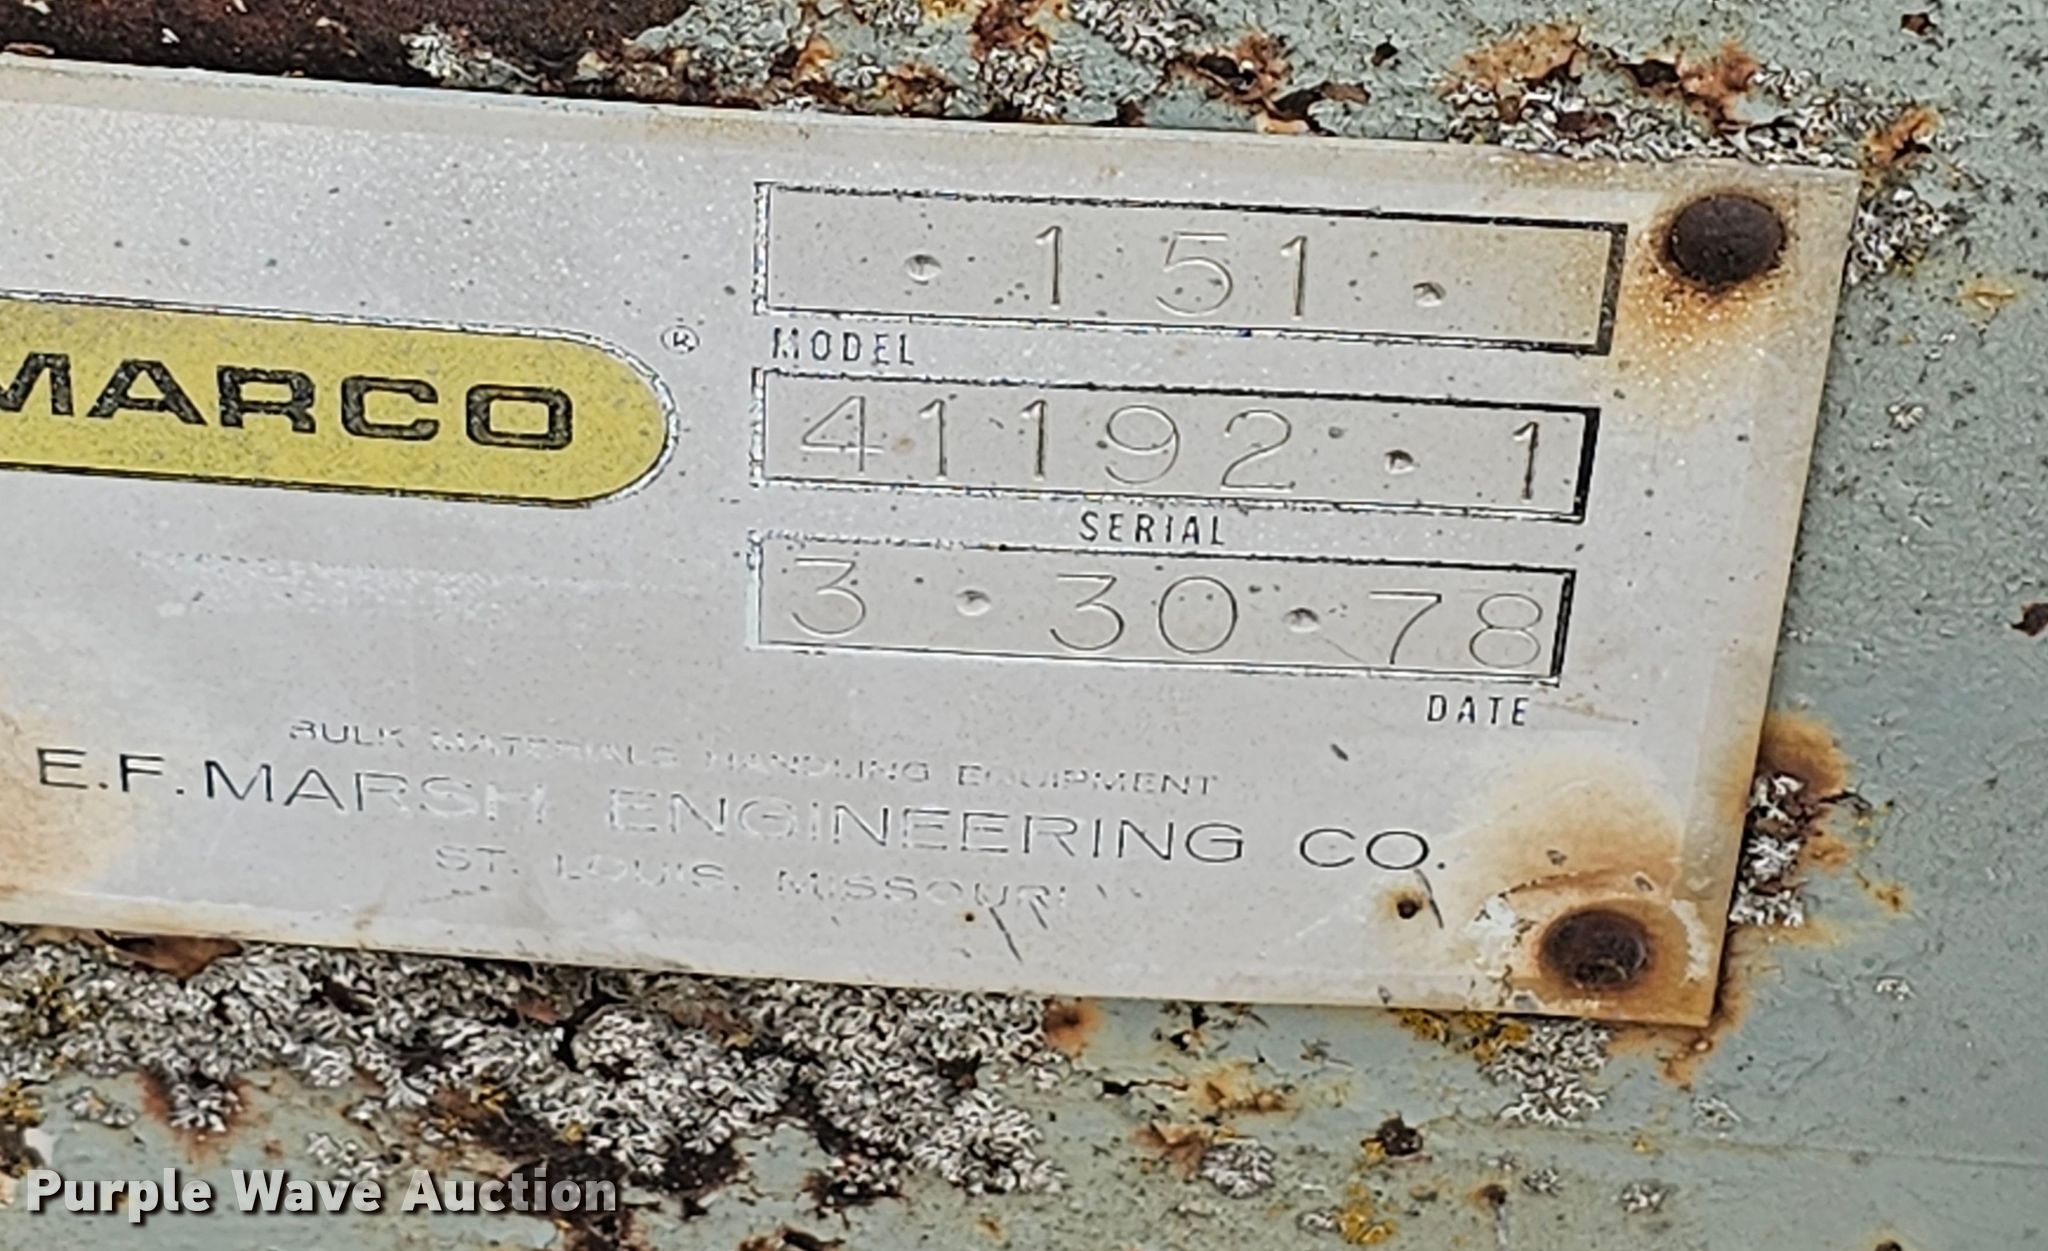 · 151 ·
MODEL
MARCO ®
41192 · 1
SERIAL
3 · 30 · 78
DATE
BULK MATERIALS HANDLING EQUIPMENT
E.F. MARSH ENGINEERING CO.
ST. LOUIS, MISSOURI
Purple Wave Auction